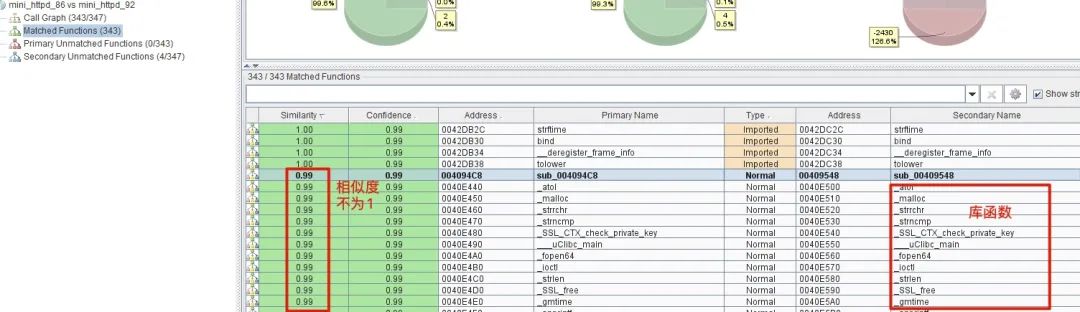 mini_httpd_86 vs mini_httpd_92
Call Graph (343/347)
Matched Functions (343)
Primary Unmatched Functions (0/343)
Secondary Unmatched Functions (4/347)
99.6%
0.0%
2
0.4%
99.3%
0.1%
4
0.5%
-2430
126.6%
343 / 343 Matched Functions
Show str
Similarity Confidence Address Primary Name Type Address Secondary Name
1.00 0.99 0042DB2C strftime Imported 0042DC2C strftime
1.00 0.99 0042DB30 bind Imported 0042DC30 bind
1.00 0.99 0042DB34 __deregister_frame_info Imported 0042DC34 __deregister_frame_info
1.00 0.99 0042DB38 tolower Imported 0042DC38 tolower
0.99 0.99 004094C8 sub_004094C8 Normal 00409548 sub_00409548
0.99 0.99 0040E440 _atol Normal 0040E500 _atol
0.99 0.99 0040E450 _malloc Normal 0040E510 _malloc
0.99 0.99 0040E460 _strrchr Normal 0040E520 _strrchr
0.99 0.99 0040E470 _strncmp Normal 0040E530 _strncmp
0.99 0.99 0040E480 _SSL_CTX_check_private_key Normal 0040E540 _SSL_CTX_check_private_key
0.99 0.99 0040E490 ___uClibc_main Normal 0040E550 ___uClibc_main
0.99 0.99 0040E4A0 _fopen64 Normal 0040E560 _fopen64
0.99 0.99 0040E4B0 _ioctl Normal 0040E570 _ioctl
0.99 0.99 0040E4C0 _strlen Normal 0040E580 _strlen
0.99 0.99 0040E4D0 _SSL_free Normal 0040E590 _SSL_free
0.99 0.99 0040E4E0 _gmtime Normal 0040E5A0 _gmtime
相似度
不为1
库函数